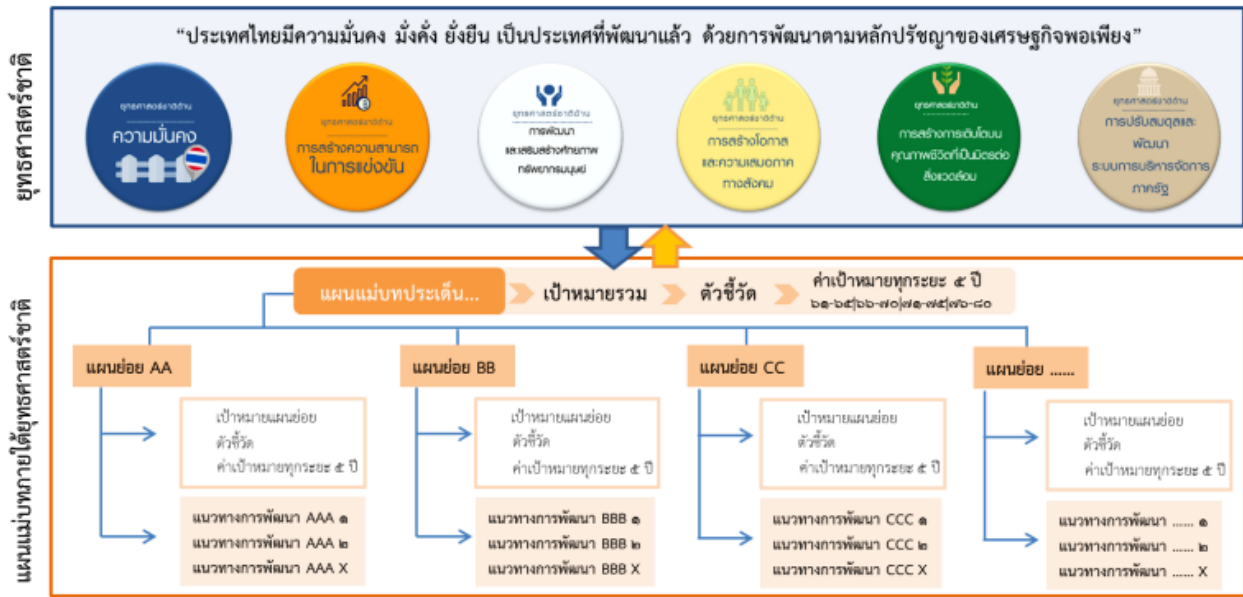 ยุทธศาสตร์ชาติ
“ประเทศไทยมีความมั่นคง มั่งคั่ง ยั่งยืน เป็นประเทศที่พัฒนาแล้ว ด้วยการพัฒนาตามหลักปรัชญาของเศรษฐกิจพอเพียง”
ยุทธศาสตร์ชาติด้าน
ความมั่นคง
ยุทธศาสตร์ชาติด้าน
การสร้างความสามารถ
ในการแข่งขัน
ยุทธศาสตร์ชาติด้าน
การพัฒนา
และเสริมสร้างศักยภาพ
ทรัพยากรมนุษย์
ยุทธศาสตร์ชาติด้าน
การสร้างโอกาส
และความเสมอภาค
ทางสังคม
ยุทธศาสตร์ชาติด้าน
การสร้างการเติบโตบน
คุณภาพชีวิตที่เป็นมิตรต่อ
สิ่งแวดล้อม
ยุทธศาสตร์ชาติด้าน
การปรับสมดุลและ
พัฒนา
ระบบการบริหารจัดการ
ภาครัฐ
แผนแม่บทภายใต้ยุทธศาสตร์ชาติ
แผนแม่บทประเด็น...
เป้าหมายรวม
ตัวชี้วัด
ค่าเป้าหมายทุกระยะ ๕ ปี
๖๑-๖๕|๖๖-๗๐|๗๑-๗๕|๗๖-๘๐
แผนย่อย AA
เป้าหมายแผนย่อย
ตัวชี้วัด
ค่าเป้าหมายทุกระยะ ๕ ปี
แนวทางการพัฒนา AAA ๑
แนวทางการพัฒนา AAA ๒
แนวทางการพัฒนา AAA X
แผนย่อย BB
เป้าหมายแผนย่อย
ตัวชี้วัด
ค่าเป้าหมายทุกระยะ ๕ ปี
แนวทางการพัฒนา BBB ๑
แนวทางการพัฒนา BBB ๒
แนวทางการพัฒนา BBB X
แผนย่อย CC
เป้าหมายแผนย่อย
ตัวชี้วัด
ค่าเป้าหมายทุกระยะ ๕ ปี
แนวทางการพัฒนา CCC ๑
แนวทางการพัฒนา CCC ๒
แนวทางการพัฒนา CCC X
แผนย่อย ......
เป้าหมายแผนย่อย
ตัวชี้วัด
ค่าเป้าหมายทุกระยะ ๕ ปี
แนวทางการพัฒนา ...... ๑
แนวทางการพัฒนา ...... ๒
แนวทางการพัฒนา ...... X